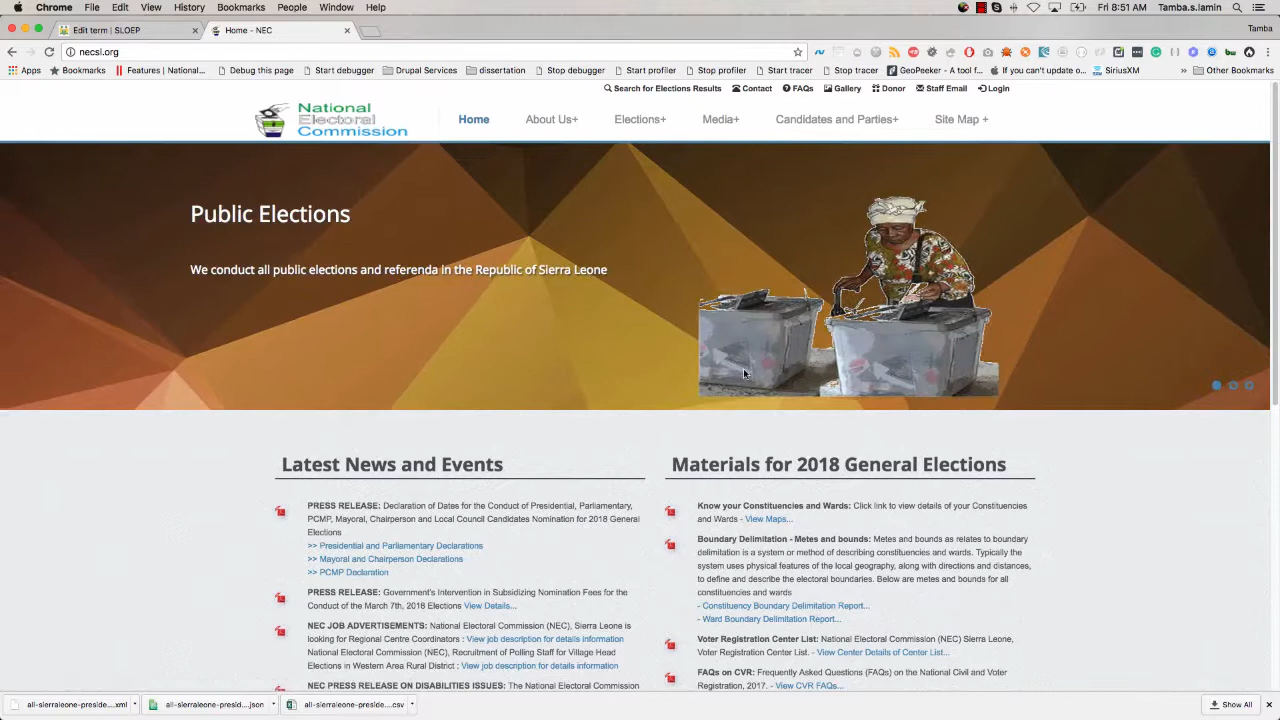 Chrome File Edit View History Bookmarks People Window Help
Fri 8:51 AM Tamba.s.lamin
Edit term | SLOEP
Home - NEC
Tamba
necsl.org
Apps Bookmarks Features | National... Debug this page Start debugger Drupal Services dissertation Stop debugger Start profiler Stop profiler Start tracer Stop tracer GeoPeeker - A tool f... If you can't update o... SiriusXM » Other Bookmarks
Search for Elections Results Contact FAQs Gallery Donor Staff Email Login
National
Electoral
Commission
Home About Us+ Elections+ Media+ Candidates and Parties+ Site Map +
Public Elections
We conduct all public elections and referenda in the Republic of Sierra Leone
Latest News and Events
PRESS RELEASE: Declaration of Dates for the Conduct of Presidential, Parliamentary,
PCMP, Mayoral, Chairperson and Local Council Candidates Nomination for 2018 General
Elections
>> Presidential and Parliamentary Declarations
>> Mayoral and Chairperson Declarations
>> PCMP Declaration
PRESS RELEASE: Government's Intervention in Subsidizing Nomination Fees for the
Conduct of the March 7th, 2018 Elections View Details...
NEC JOB ADVERTISEMENTS: National Electoral Commission (NEC), Sierra Leone is
looking for Regional Centre Coordinators : View job description for details information
National Electoral Commission (NEC), Recruitment of Polling Staff for Village Head
Elections in Western Area Rural District : View job description for details information
NEC PRESS RELEASE ON DISABILITIES ISSUES: The National Electoral Commission
Materials for 2018 General Elections
Know your Constituencies and Wards: Click link to view details of your Constituencies
and Wards - View Maps...
Boundary Delimitation - Metes and bounds: Metes and bounds as relates to boundary
delimitation is a system or method of describing constituencies and wards. Typically the
system uses physical features of the local geography, along with directions and distances,
to define and describe the electoral boundaries. Below are metes and bounds for all
constituencies and wards
- Constituency Boundary Delimitation Report...
- Ward Boundary Delimitation Report...
Voter Registration Center List: National Electoral Commission (NEC) Sierra Leone,
Voter Registration Center List. - View Center Details of Center List...
FAQs on CVR: Frequently Asked Questions (FAQs) on the National Civil and Voter
Registration, 2017. - View CVR FAQs...
all-sierraleone-preside....xml all-sierraleone-presid....json all-sierraleone-preside....csv Show All